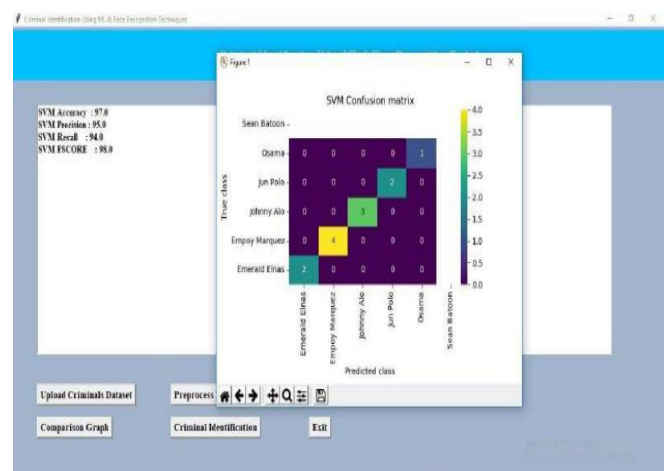 Criminal Identification Using ML & Face Recognition Techniques
Figure 1
SVM Accuracy : 97.0
SVM Precision : 95.0
SVM Recall : 94.0
SVM FSCORE : 98.0
SVM Confusion matrix
True class
Sean Batoon
Osama 0 0 0 0 1
Jun Polo 0 0 0 2 0
Johnny Alo 0 0 3 0 0
Empoy Marquez 0 4 0 0 0
Emerald Elnas 2 0 0 0 0
Emerald Elnas
Empoy Marquez
Johnny Alo
Jun Polo
Osama
Sean Batoon
Predicted class
4.0
3.5
3.0
2.5
2.0
1.5
1.0
0.5
0.0
Upload Criminals Dataset
Preprocess
Comparison Graph
Criminal Identification
Exit